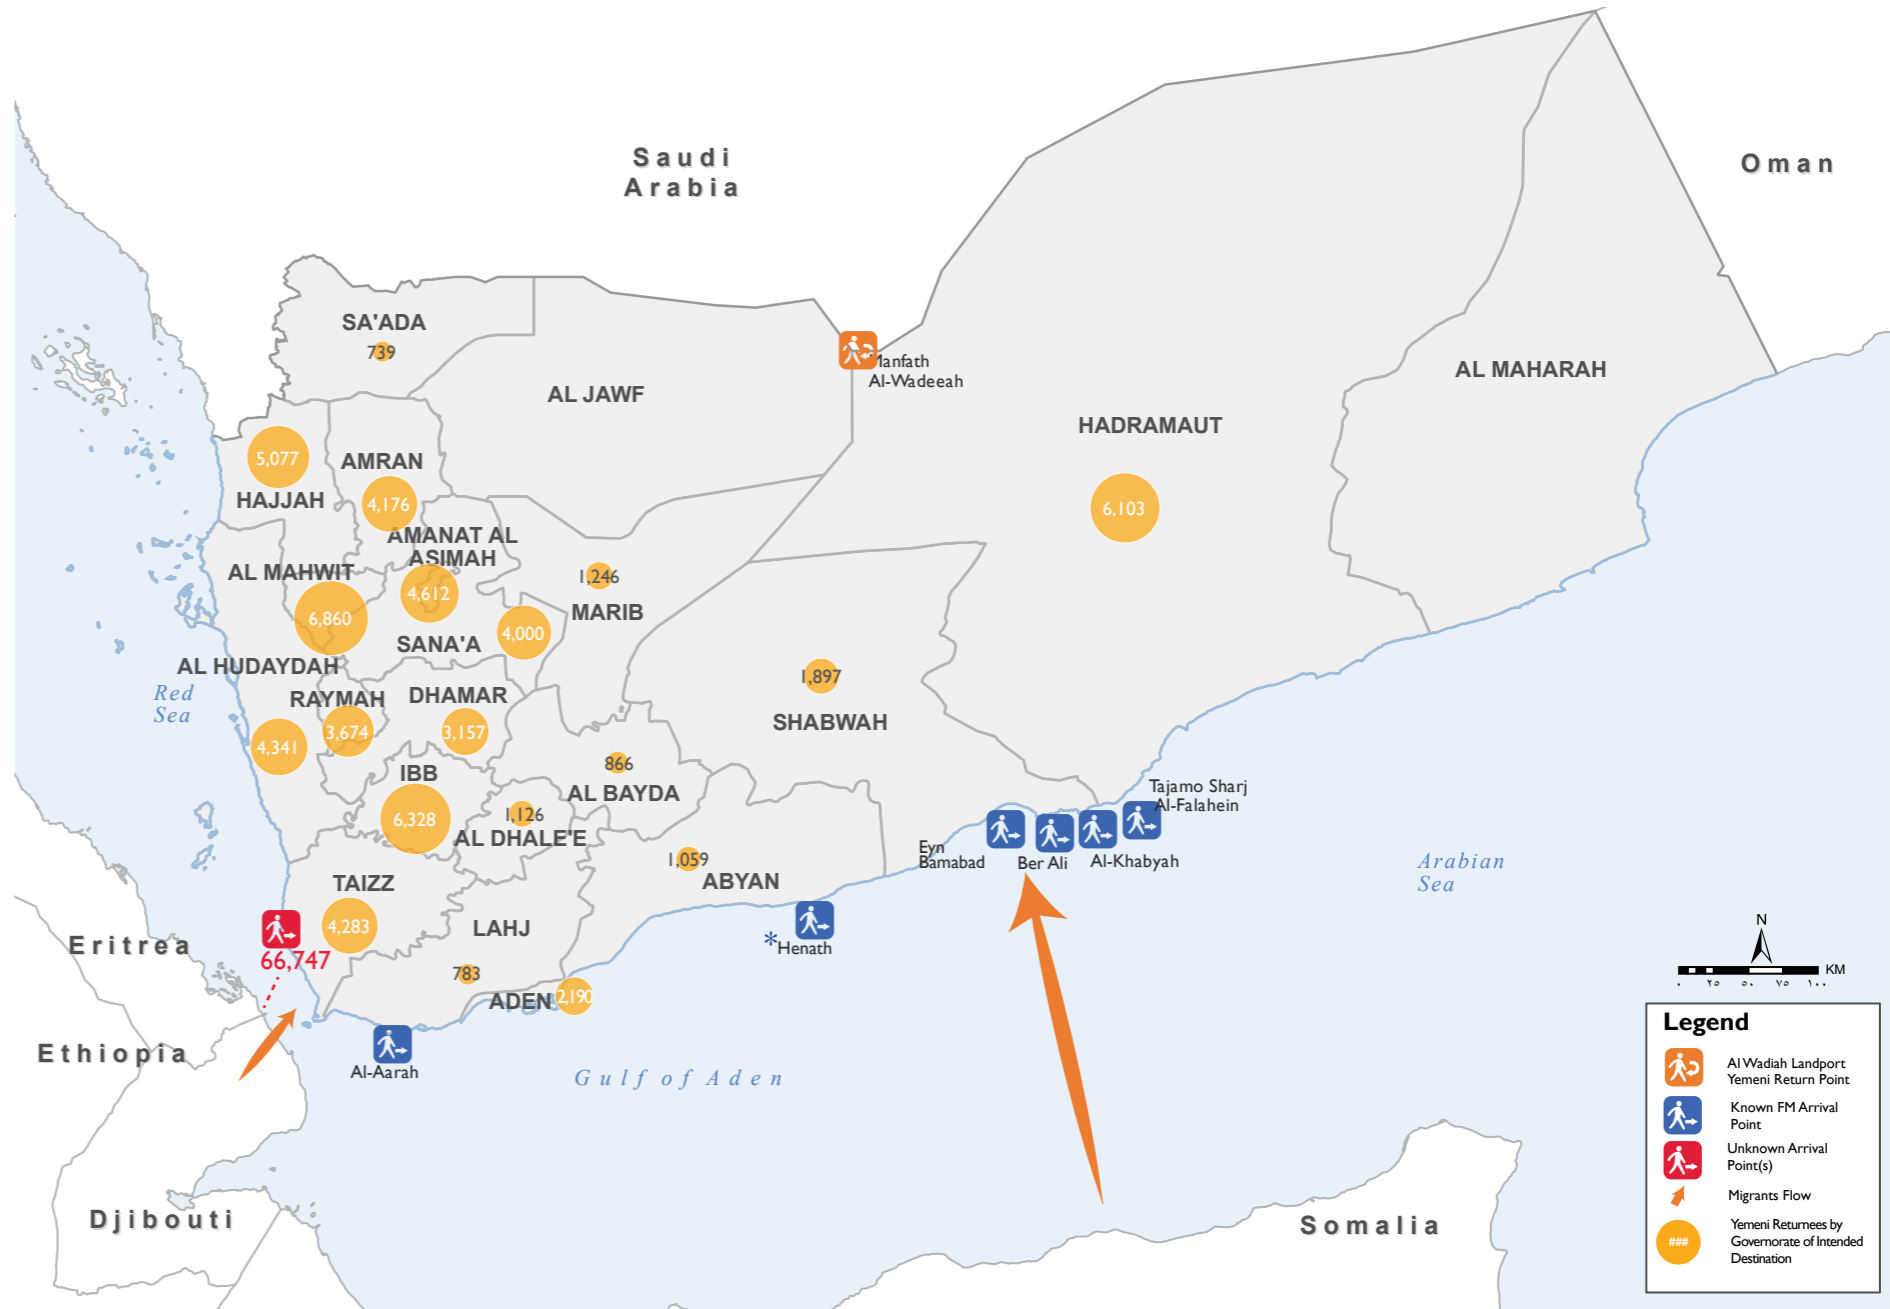 Saudi
Arabia
Oman
SA'ADA
739
Manfath
Al-Wadeeah
AL JAWF
AL MAHARAH
HADRAMAUT
6,103
5,077
HAJJAH
AMRAN
4,176
AMANAT AL
ASIMAH
4,612
AL MAHWIT
6,860
1,246
MARIB
SANA'A
4,000
AL HUDAYDAH
Red
Sea
RAYMAH
3,674
DHAMAR
3,157
4,341
1,897
SHABWAH
866
AL BAYDA
IBB
6,328
1,126
AL DHALE'E
1,059
ABYAN
Tajamo Sharj
Al-Falahein
Eyn
Bamabad
Ber Ali
Al-Khabyah
Arabian
Sea
TAIZZ
4,283
LAHJ
783
ADEN
2,190
*Henath
Eritrea
66,747
Ethiopia
Al-Aarah
Gulf of Aden
Djibouti
Somalia
N
KM
٠ ٢٥ ٥٠ ٧٥ ١٠٠
Legend
Al Wadiah Landport
Yemeni Return Point
Known FM Arrival
Point
Unknown Arrival
Point(s)
Migrants Flow
###
Yemeni Returnees by
Governorate of Intended
Destination